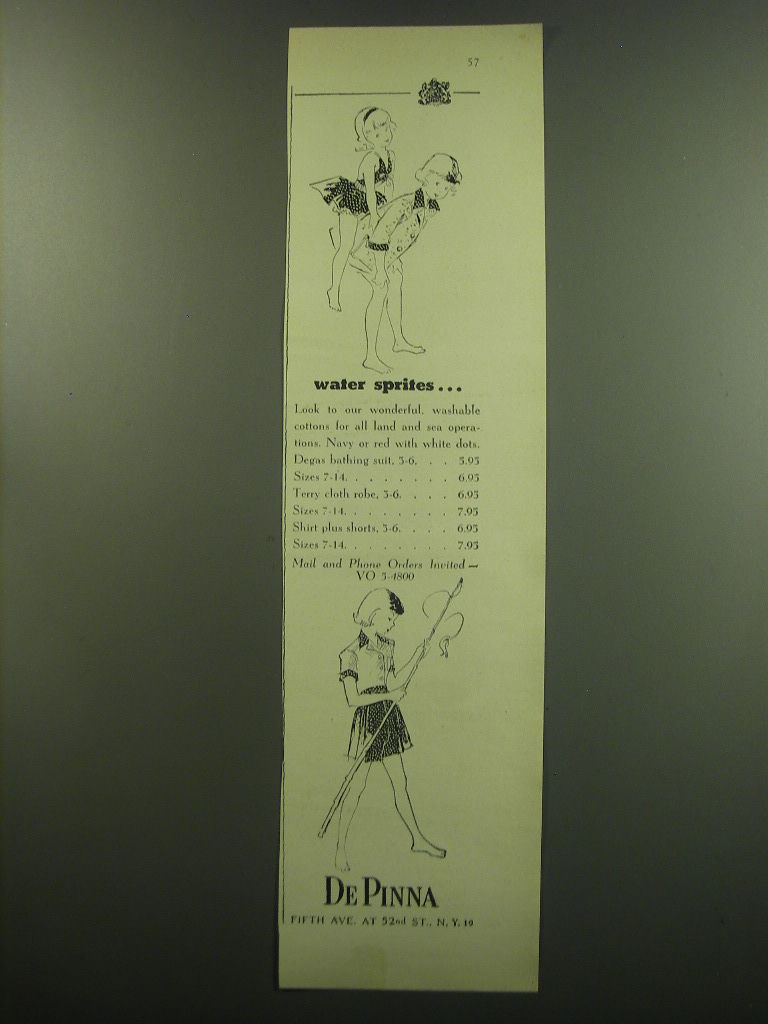 57
water sprites...
Look to our wonderful, washable
cottons for all land and sea opera-
tions. Navy or red with white dots.
Degas bathing suit, 3-6. . . 5.95
Sizes 7-14. . . . . . . . 6.95
Terry cloth robe, 3-6. . . . . 6.95
Sizes 7-14. . . . . . . . 7.95
Shirt plus shorts, 3-6. . . . . 6.95
Sizes 7-14. . . . . . . . 7.95
Mail and Phone Orders Invited —
VO 5-4800
DE PINNA
FIFTH AVE. AT 52nd ST., N. Y. 19